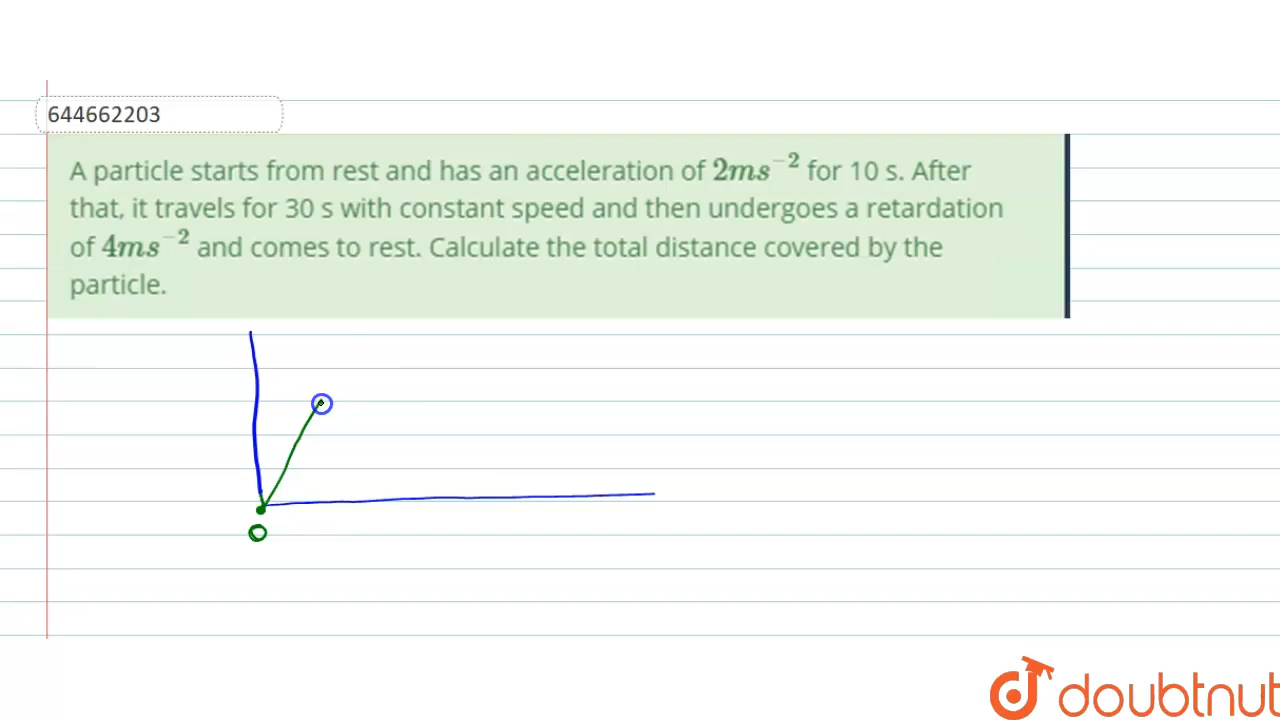 644662203
A particle starts from rest and has an acceleration of 2ms⁻² for 10 s. After
that, it travels for 30 s with constant speed and then undergoes a retardation
of 4ms⁻² and comes to rest. Calculate the total distance covered by the
particle.
O
doubtnut